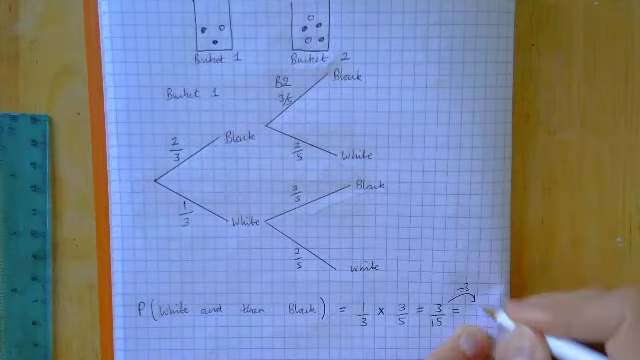 Bucket 1
Bucket 2
Bucket 1
B2
3/5
Black
2/3
Black
2/5
White
1/3
White
2/5
Black
2/5
White
P (White and then Black) = 1/3 × 3/5 = 3/15 =
÷3